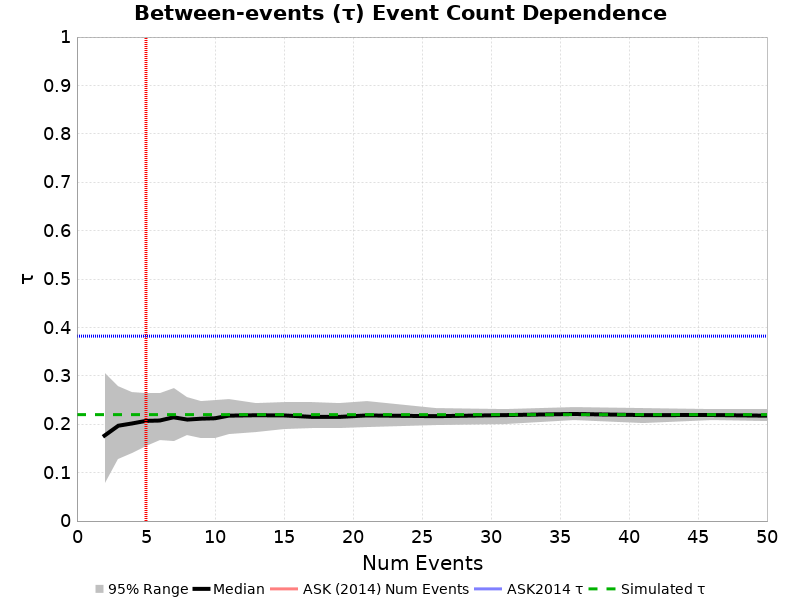 Between-events (τ) Event Count Dependence
1
0.9
0.8
0.7
0.6
0.5
0.4
0.3
0.2
0.1
0
τ
0 5 10 15 20 25 30 35 40 45 50
Num Events
95% Range Median ASK (2014) Num Events ASK2014 τ Simulated τ